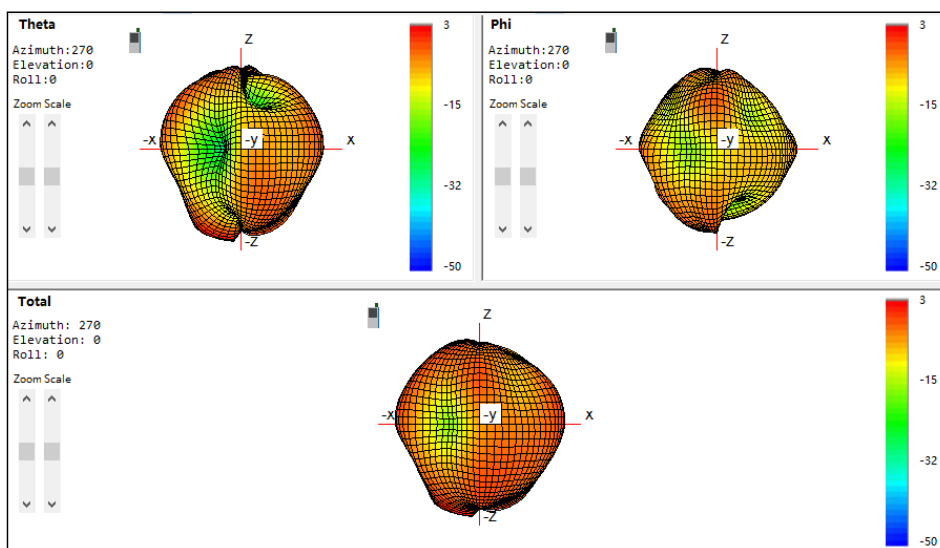 Theta
Azimuth:270
Elevation:0
Roll:0
Zoom Scale
Z
-x
-y
x
-Z
3
-15
-32
-50
Phi
Azimuth:270
Elevation:0
Roll:0
Zoom Scale
Z
-x
-y
x
-Z
3
-15
-32
-50
Total
Azimuth: 270
Elevation: 0
Roll: 0
Zoom Scale
Z
-x
-y
x
-Z
3
-15
-32
-50